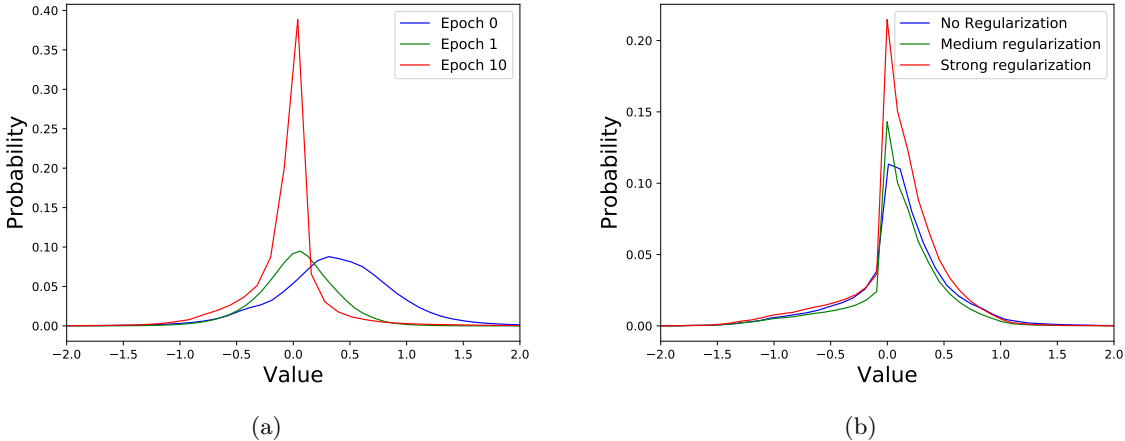 0.40
0.35
0.30
0.25
0.20
0.15
0.10
0.05
0.00
Probability
−2.0 −1.5 −1.0 −0.5 0.0 0.5 1.0 1.5 2.0
Value
Epoch 0
Epoch 1
Epoch 10
(a)
0.20
0.15
0.10
0.05
0.00
Probability
−2.0 −1.5 −1.0 −0.5 0.0 0.5 1.0 1.5 2.0
Value
No Regularization
Medium regularization
Strong regularization
(b)